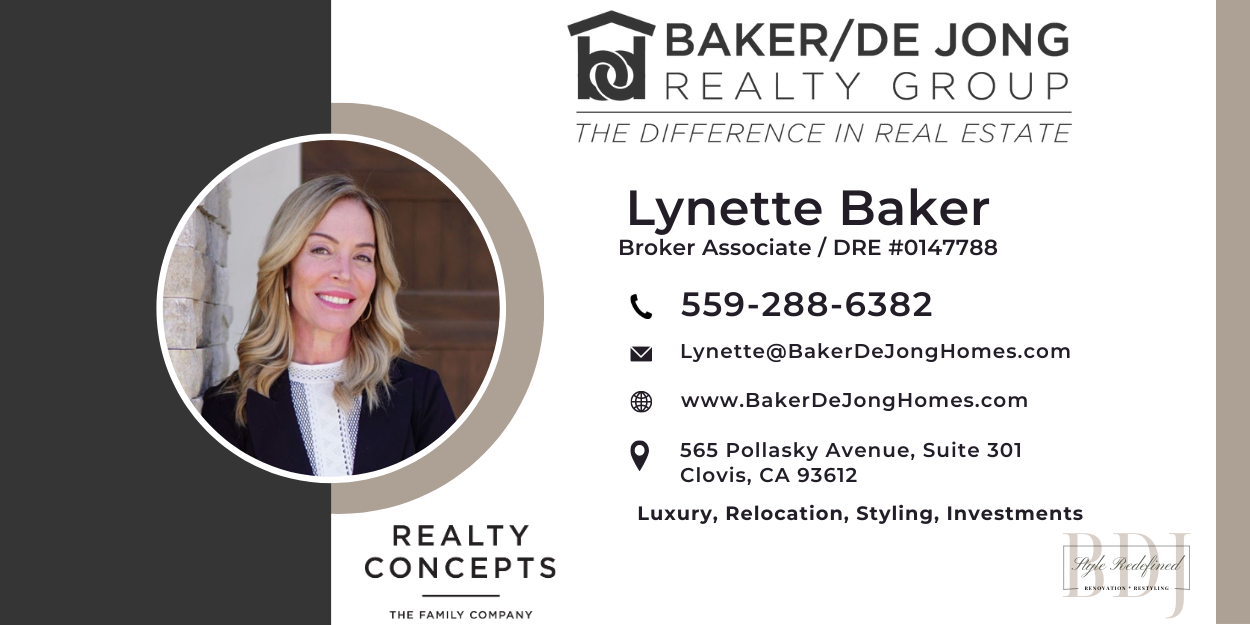 BAKER/DE JONG
REALTY GROUP
THE DIFFERENCE IN REAL ESTATE
Lynette Baker
Broker Associate / DRE #0147788
559-288-6382
Lynette@BakerDeJongHomes.com
www.BakerDeJongHomes.com
565 Pollasky Avenue, Suite 301
Clovis, CA 93612
Luxury, Relocation, Styling, Investments
REALTY
CONCEPTS
THE FAMILY COMPANY
BDJ
Style Redefined
RENOVATION * RESTYLING